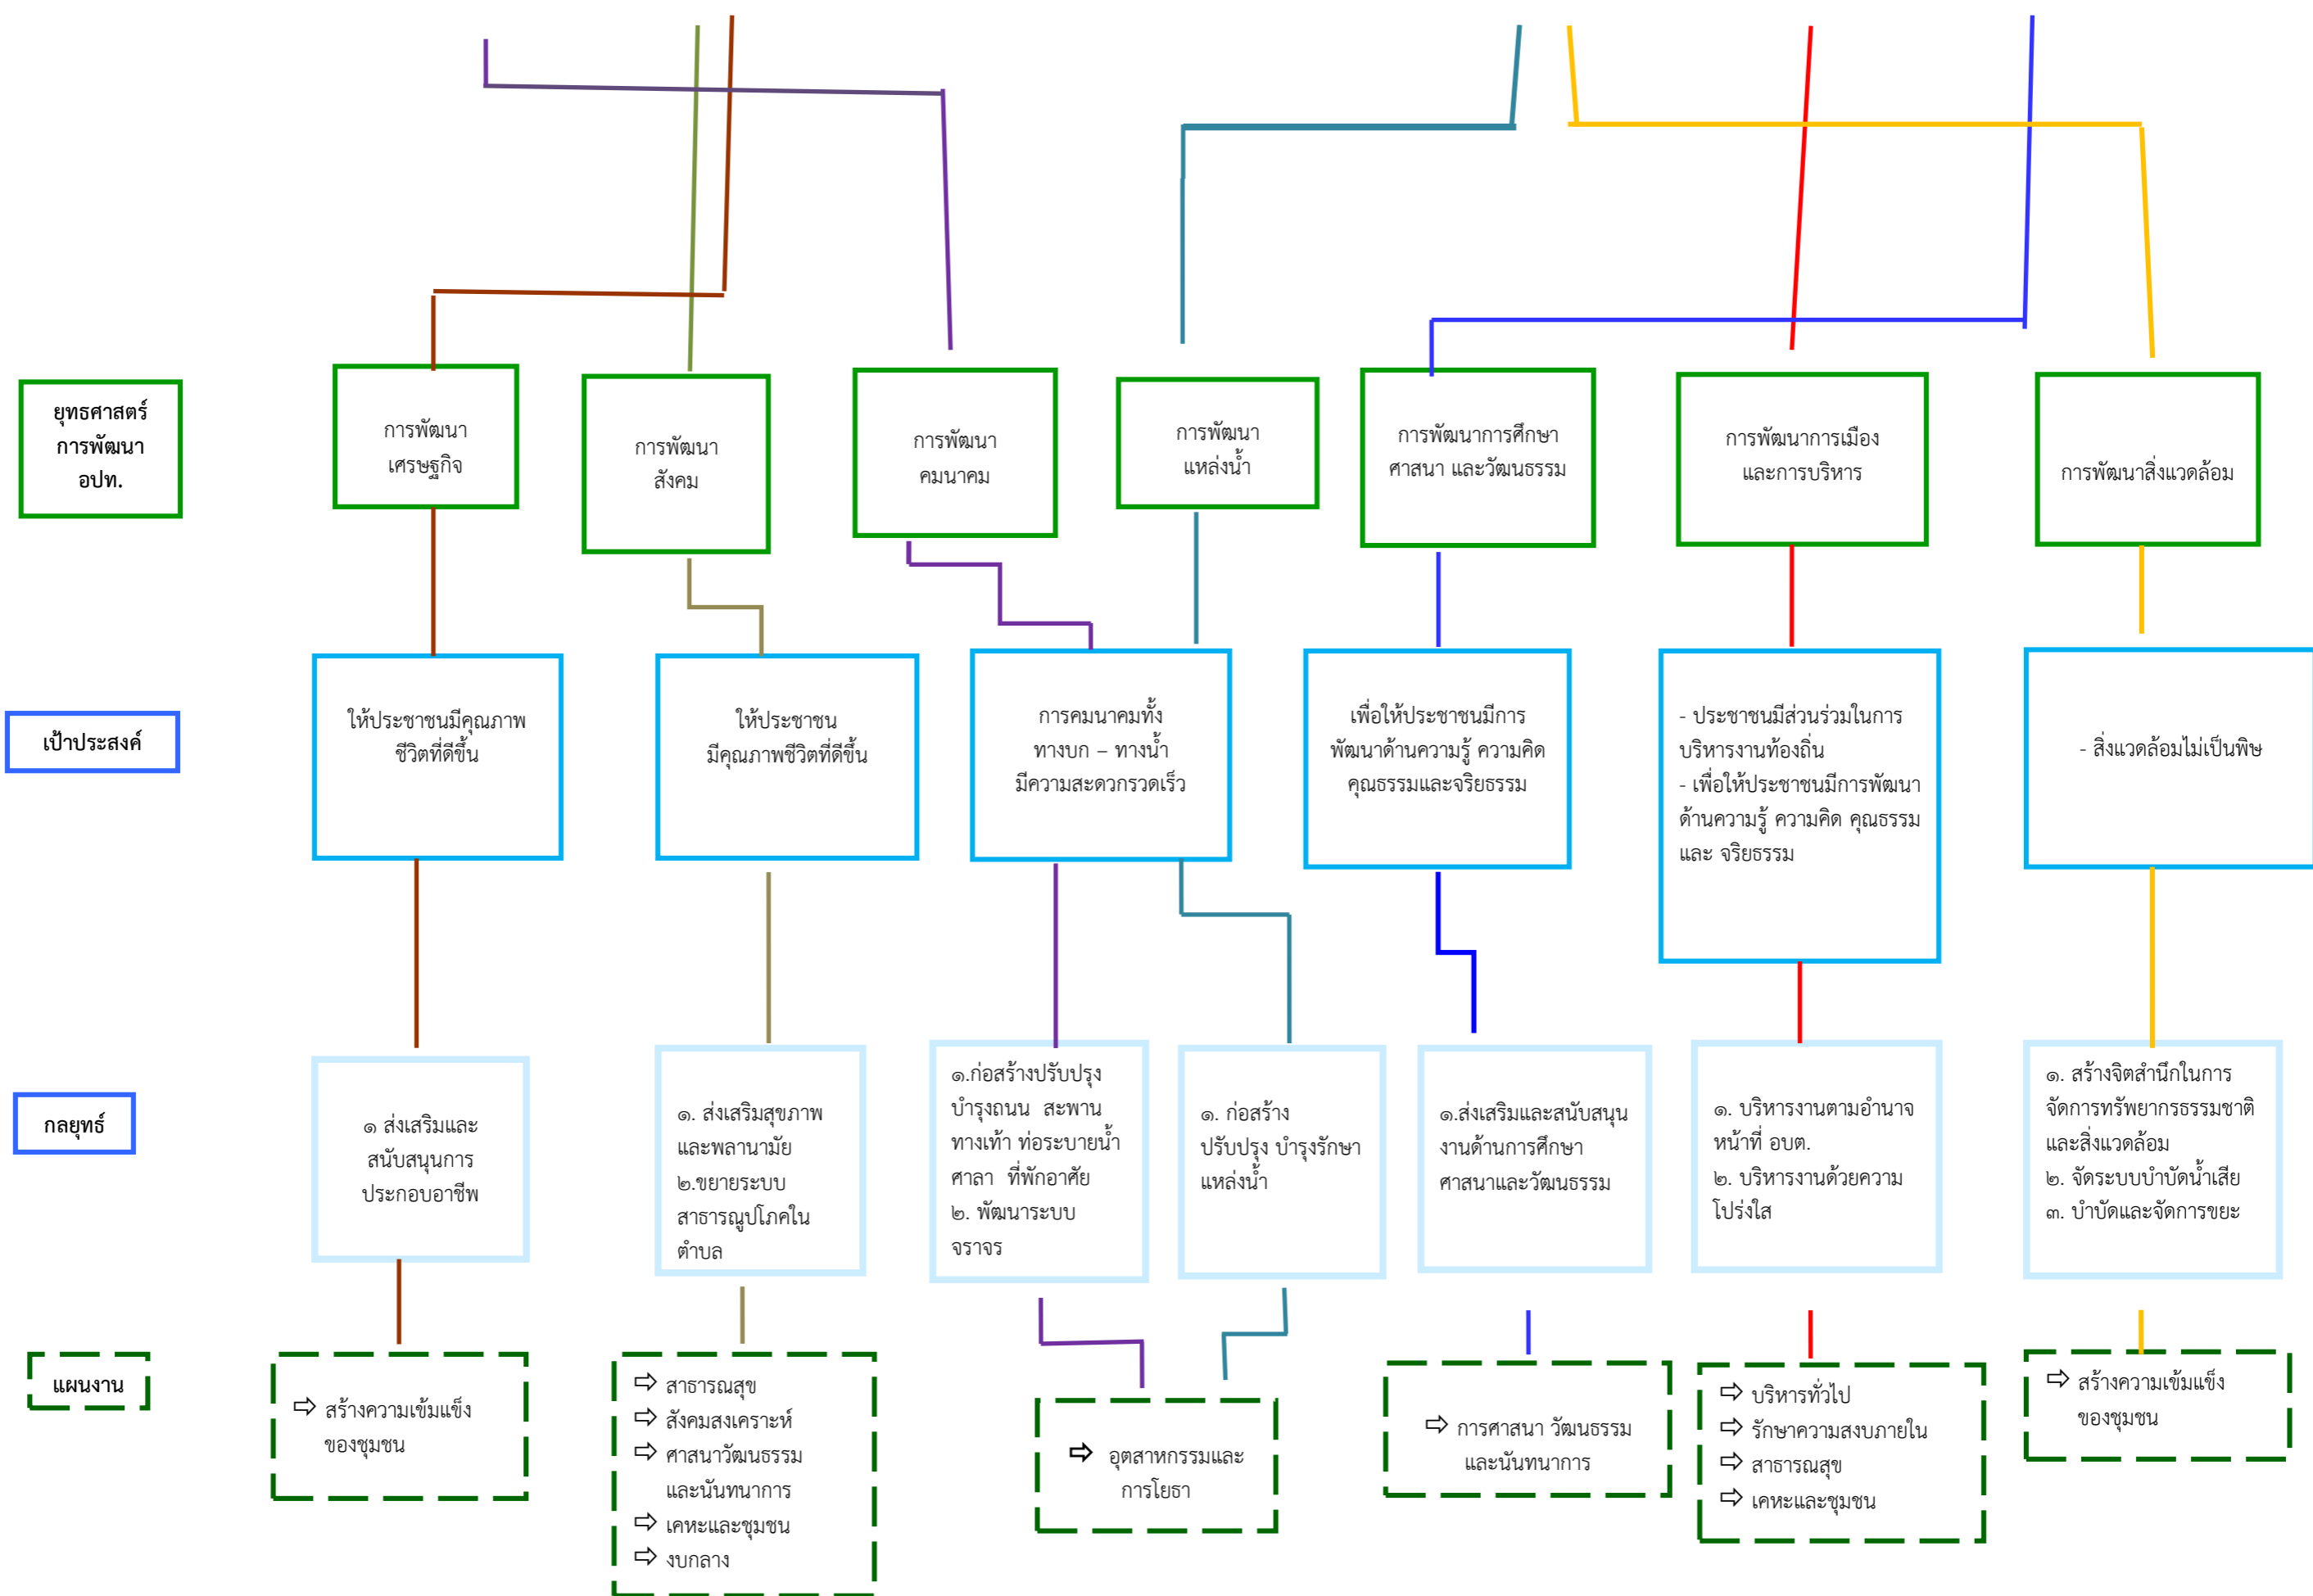 ยุทธศาสตร์
การพัฒนา
อปท.
การพัฒนา
เศรษฐกิจ
การพัฒนา
สังคม
การพัฒนา
คมนาคม
การพัฒนา
แหล่งน้ำ
การพัฒนาการศึกษา
ศาสนา และวัฒนธรรม
การพัฒนาการเมือง
และการบริหาร
การพัฒนาสิ่งแวดล้อม
เป้าประสงค์
ให้ประชาชนมีคุณภาพ
ชีวิตที่ดีขึ้น
ให้ประชาชน
มีคุณภาพชีวิตที่ดีขึ้น
การคมนาคมทั้ง
ทางบก – ทางน้ำ
มีความสะดวกรวดเร็ว
เพื่อให้ประชาชนมีการ
พัฒนาด้านความรู้ ความคิด
คุณธรรมและจริยธรรม
- ประชาชนมีส่วนร่วมในการ
บริหารงานท้องถิ่น
- เพื่อให้ประชาชนมีการพัฒนา
ด้านความรู้ ความคิด คุณธรรม
และ จริยธรรม
- สิ่งแวดล้อมไม่เป็นพิษ
กลยุทธ์
๑ ส่งเสริมและ
สนับสนุนการ
ประกอบอาชีพ
๑. ส่งเสริมสุขภาพ
และพลานามัย
๒.ขยายระบบ
สาธารณูปโภคใน
ตำบล
๑.ก่อสร้างปรับปรุง
บำรุงถนน สะพาน
ทางเท้า ท่อระบายน้ำ
ศาลา ที่พักอาศัย
๒. พัฒนาระบบ
จราจร
๑. ก่อสร้าง
ปรับปรุง บำรุงรักษา
แหล่งน้ำ
๑.ส่งเสริมและสนับสนุน
งานด้านการศึกษา
ศาสนาและวัฒนธรรม
๑. บริหารงานตามอำนาจ
หน้าที่ อบต.
๒. บริหารงานด้วยความ
โปร่งใส
๑. สร้างจิตสำนึกในการ
จัดการทรัพยากรธรรมชาติ
และสิ่งแวดล้อม
๒. จัดระบบบำบัดน้ำเสีย
๓. บำบัดและจัดการขยะ
แผนงาน
⇨ สร้างความเข้มแข็ง
ของชุมชน
⇨ สาธารณสุข
⇨ สังคมสงเคราะห์
⇨ ศาสนาวัฒนธรรม
และนันทนาการ
⇨ เคหะและชุมชน
⇨ งบกลาง
⇨ อุตสาหกรรมและ
การโยธา
⇨ การศาสนา วัฒนธรรม
และนันทนาการ
⇨ บริหารทั่วไป
⇨ รักษาความสงบภายใน
⇨ สาธารณสุข
⇨ เคหะและชุมชน
⇨ สร้างความเข้มแข็ง
ของชุมชน